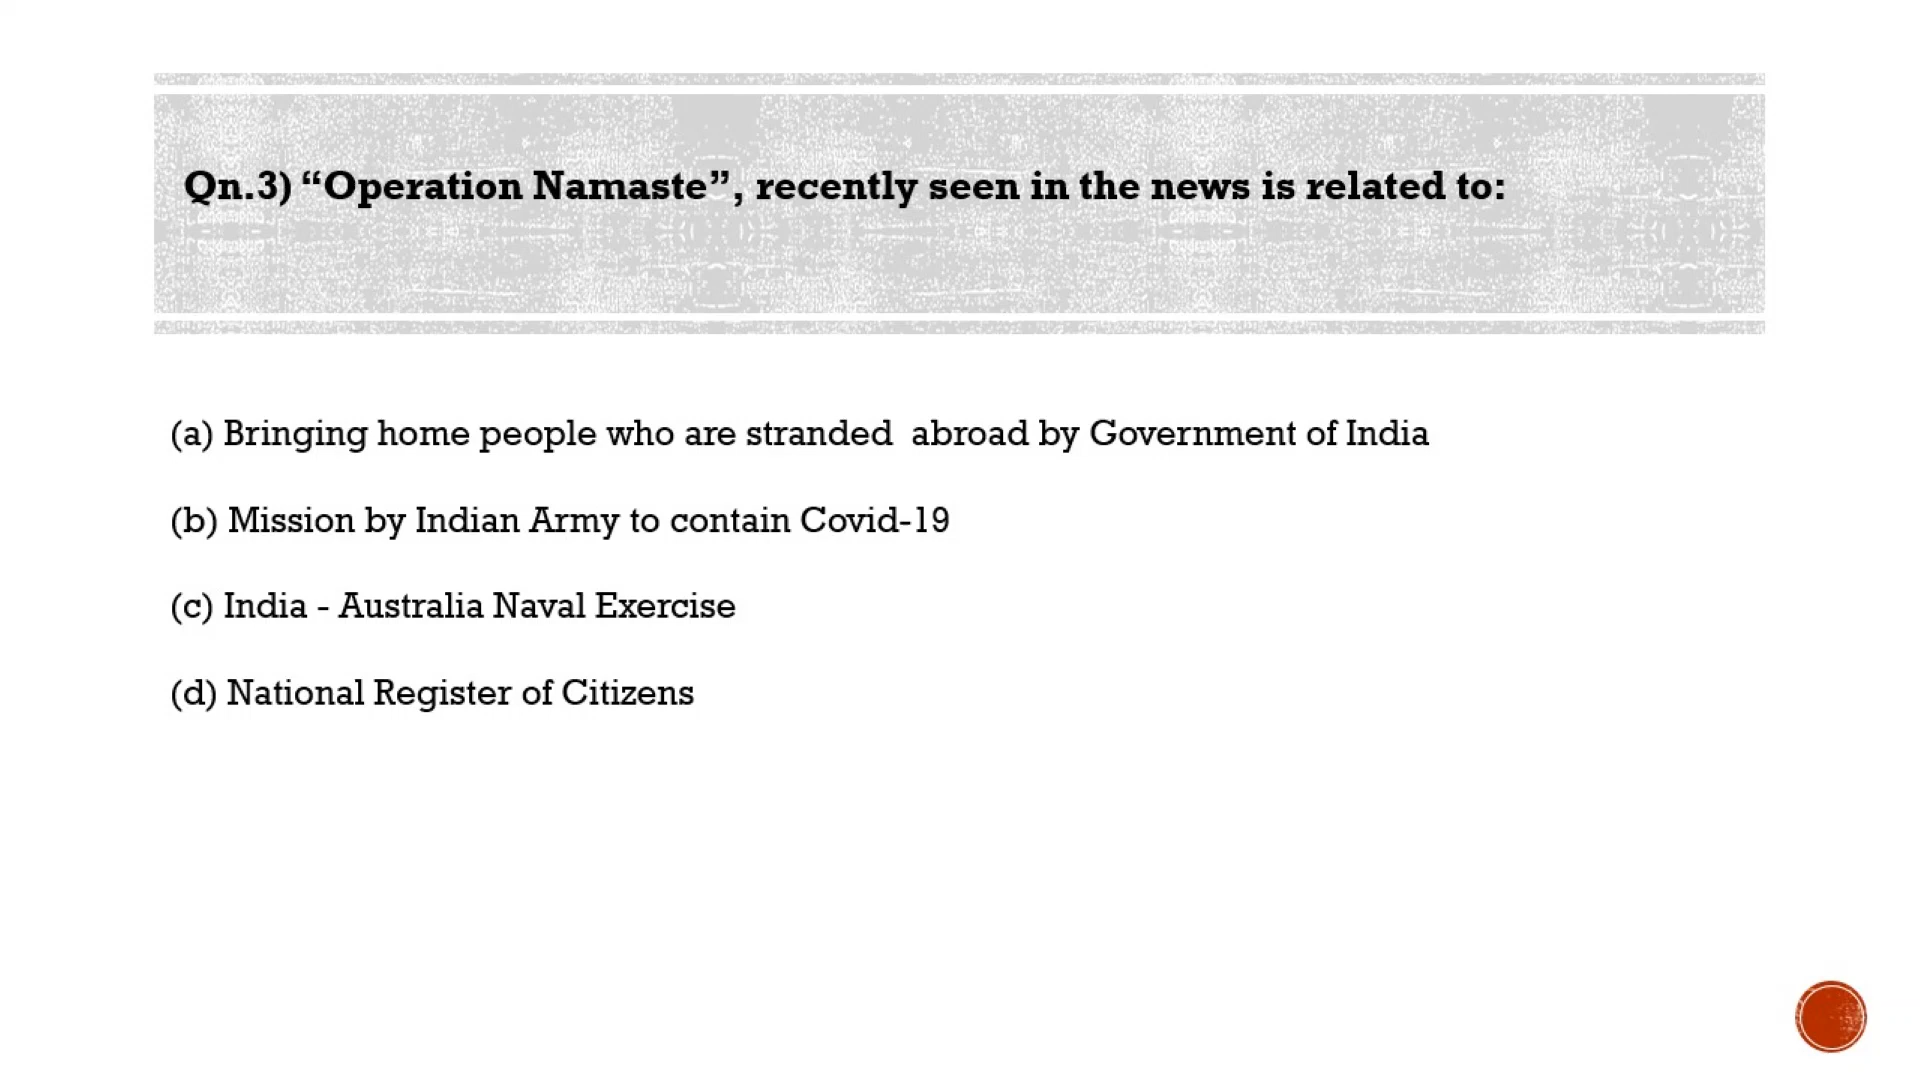 Qn.3) “Operation Namaste”, recently seen in the news is related to:
(a) Bringing home people who are stranded abroad by Government of India
(b) Mission by Indian Army to contain Covid-19
(c) India - Australia Naval Exercise
(d) National Register of Citizens